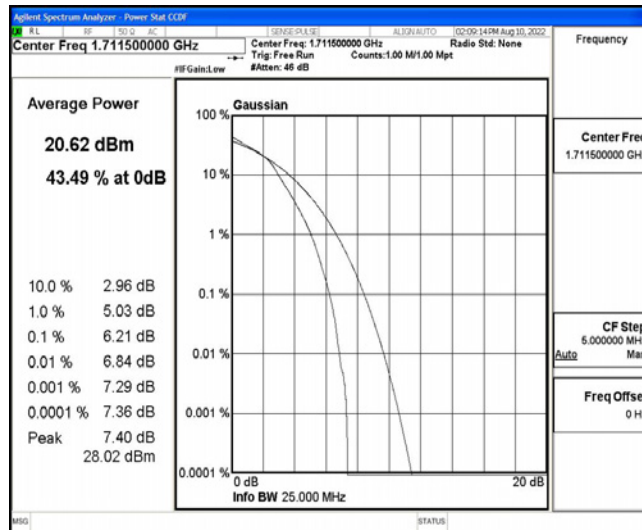 Agilent Spectrum Analyzer - Power Stat CCDF
RL RF 50 Ω AC SENSE:PULSE ALIGN AUTO 02:09:14 PM Aug 10, 2022
Center Freq 1.711500000 GHz
Center Freq: 1.711500000 GHz Radio Std: None
Trig: Free Run Counts:1.00 M/1.00 Mpt
#IFGain:Low #Atten: 46 dB
Frequency
Average Power
20.62 dBm
43.49 % at 0dB
10.0 % 2.96 dB
1.0 % 5.03 dB
0.1 % 6.21 dB
0.01 % 6.84 dB
0.001 % 7.29 dB
0.0001 % 7.36 dB
Peak 7.40 dB
28.02 dBm
Gaussian
100 %
10 %
1 %
0.1 %
0.01 %
0.001 %
0.0001 %
0 dB 20 dB
Info BW 25.000 MHz
Center Fre
1.711500000 GH
CF Ste
5.000000 MH
Auto Ma
Freq Offse
0 H
MSG STATUS